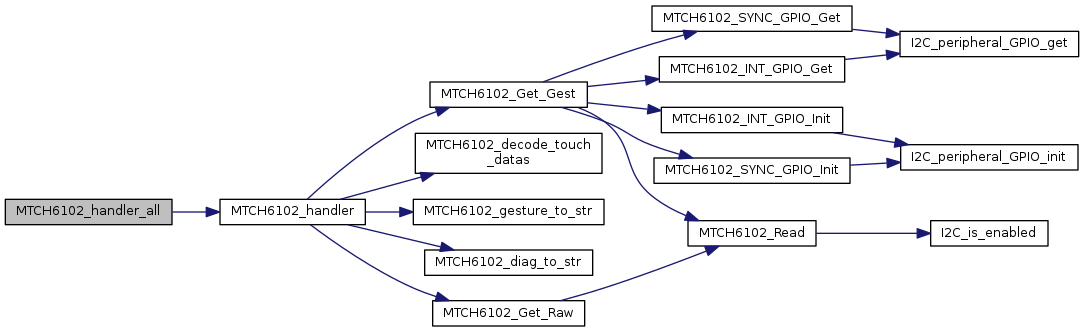 MTCH6102_handler_all
MTCH6102_handler
MTCH6102_Get_Gest
MTCH6102_decode_touch
_datas
MTCH6102_gesture_to_str
MTCH6102_diag_to_str
MTCH6102_Get_Raw
MTCH6102_SYNC_GPIO_Get
MTCH6102_INT_GPIO_Get
MTCH6102_INT_GPIO_Init
MTCH6102_SYNC_GPIO_Init
MTCH6102_Read
I2C_peripheral_GPIO_get
I2C_peripheral_GPIO_init
I2C_is_enabled